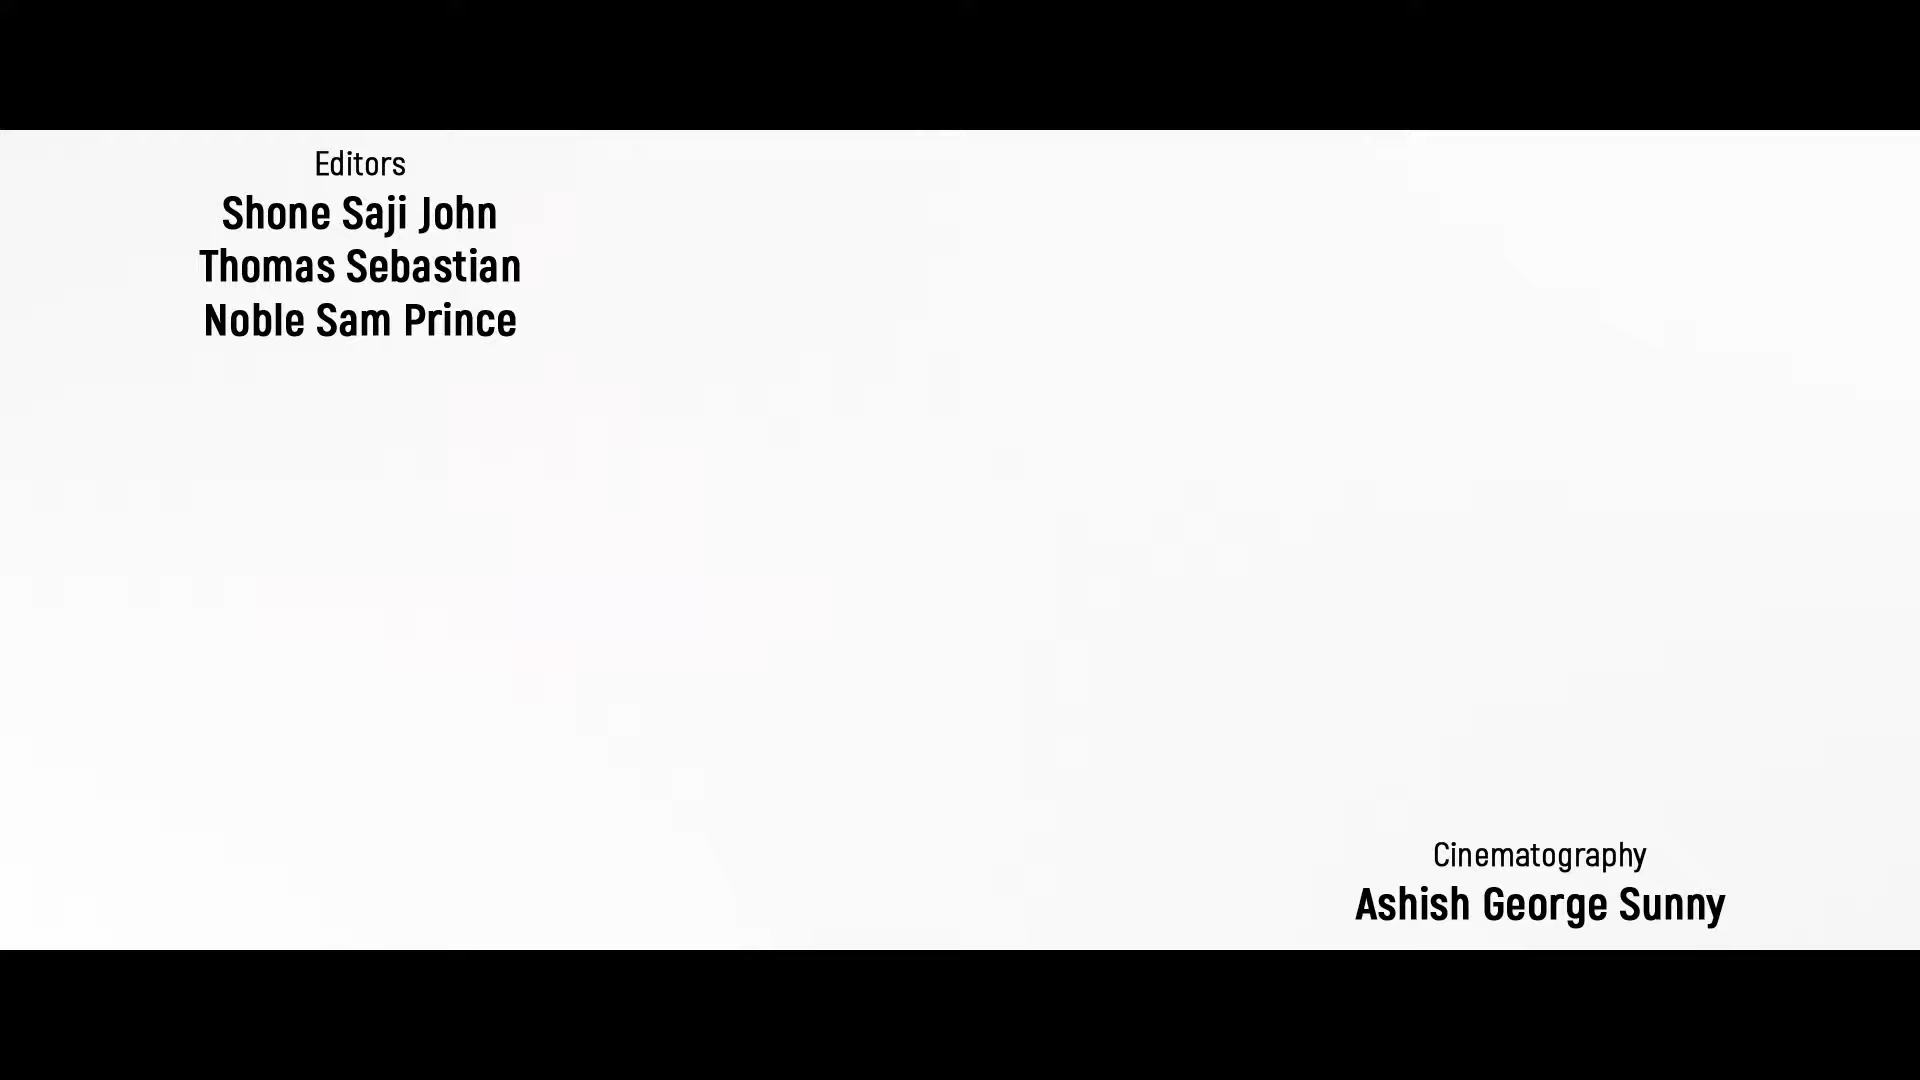 Editors
Shone Saji John
Thomas Sebastian
Noble Sam Prince
Cinematography
Ashish George Sunny